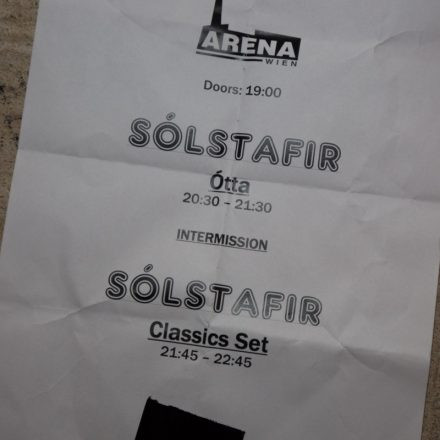 ARENA
WIEN
Doors: 19:00
SÓLSTAFIR
Ótta
20:30 – 21:30
INTERMISSION
SÓLSTAFIR
Classics Set
21:45 – 22:45